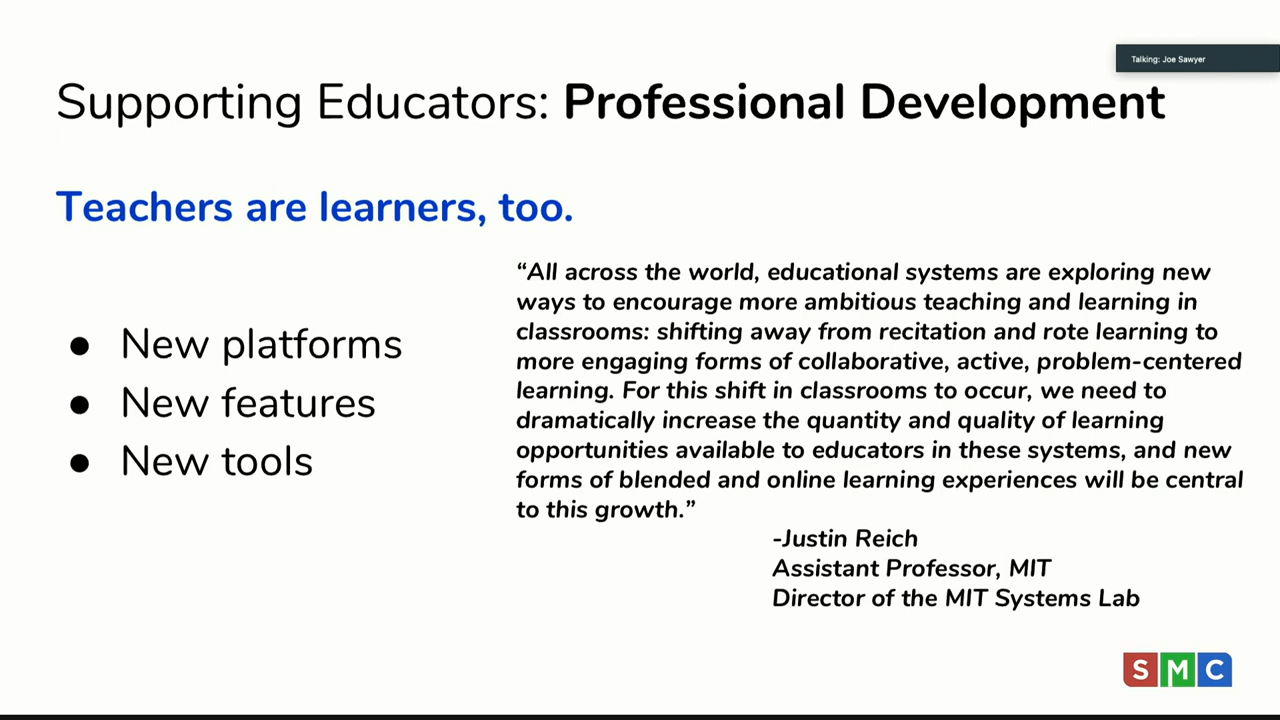 Talking: Joe Sawyer
Supporting Educators: Professional Development
Teachers are learners, too.
● New platforms
● New features
● New tools
“All across the world, educational systems are exploring new
ways to encourage more ambitious teaching and learning in
classrooms: shifting away from recitation and rote learning to
more engaging forms of collaborative, active, problem-centered
learning. For this shift in classrooms to occur, we need to
dramatically increase the quantity and quality of learning
opportunities available to educators in these systems, and new
forms of blended and online learning experiences will be central
to this growth.”
-Justin Reich
Assistant Professor, MIT
Director of the MIT Systems Lab
SMC